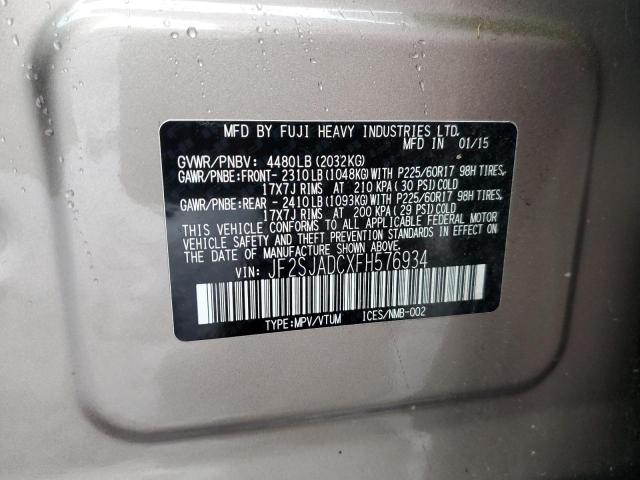 MFD BY FUJI HEAVY INDUSTRIES LTD.
MFD IN 01/15
GVWR/PNBV: 4480LB(2032KG)
GAWR/PNBE:FRONT-2310LB(1048KG)WITH P225/60R17 98H TIRES,
17X7J RIMS AT 210 KPA(30 PSI)COLD
GAWR/PNBE:REAR -2410LB(1093KG)WITH P225/60R17 98H TIRES,
17X7J RIMS AT 200 KPA(29 PSI)COLD
THIS VEHICLE CONFORMS TO ALL APPLICABLE FEDERAL MOTOR
VEHICLE SAFETY AND BUMPER STANDARDS IN EFFECT ON
THE DATE OF MANUFACTURE SHOWN ABOVE.
VIN: JF2SJADCXFH576934
TYPE:MPV/VTUM ICES/NMB-002